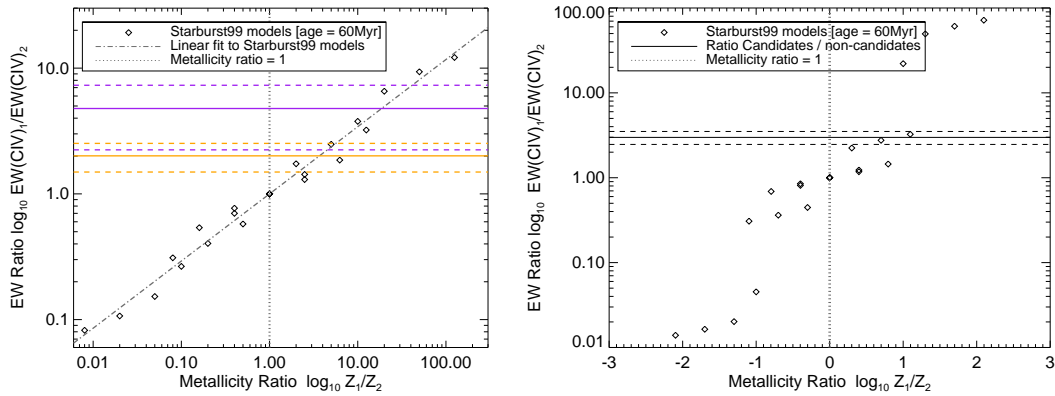 Starburst99 models [age = 60Myr]
Linear fit to Starburst99 models
Metallicity ratio = 1
10.0
1.0
0.1
EW Ratio log10 EW(CIV)1/EW(CIV)2
0.01 0.10 1.00 10.00 100.00
Metallicity Ratio log10 Z1/Z2
Starburst99 models [age = 60Myr]
Ratio Candidates / non-candidates
Metallicity ratio = 1
100.00
10.00
1.00
0.10
0.01
EW Ratio log10 EW(CIV)1/EW(CIV)2
-3 -2 -1 0 1 2 3
Metallicity Ratio log10 Z1/Z2